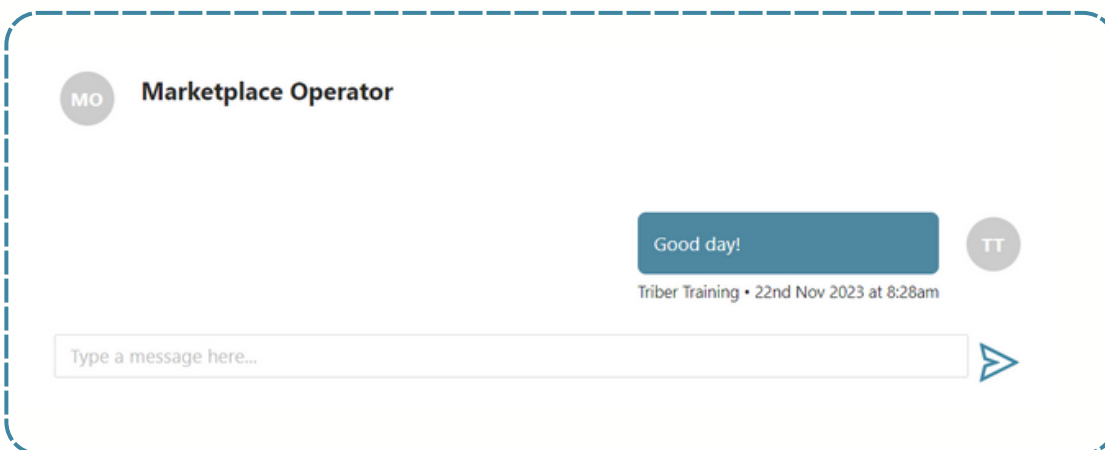 MO
Marketplace Operator
Good day!
TT
Triber Training • 22nd Nov 2023 at 8:28am
Type a message here...